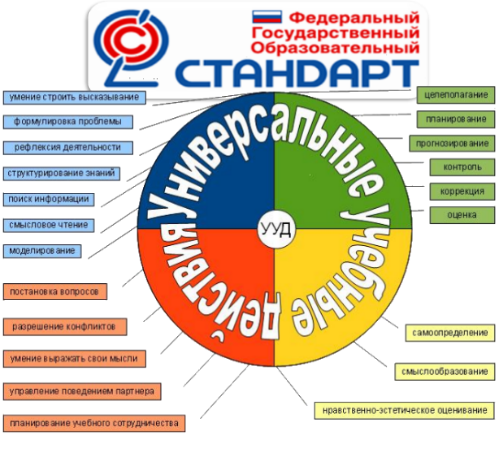 Федеральный
Государственный
Образовательный
СТАНДАРТ
умение строить высказывание
формулировка проблемы
рефлексия деятельности
структурирование знаний
поиск информации
смысловое чтение
моделирование
целеполагание
планирование
прогнозирование
контроль
коррекция
оценка
Универсальные учебные действия
УУД
постановка вопросов
разрешение конфликтов
умение выражать свои мысли
управление поведением партнера
планирование учебного сотрудничества
самоопределение
смыслообразование
нравственно-эстетическое оценивание